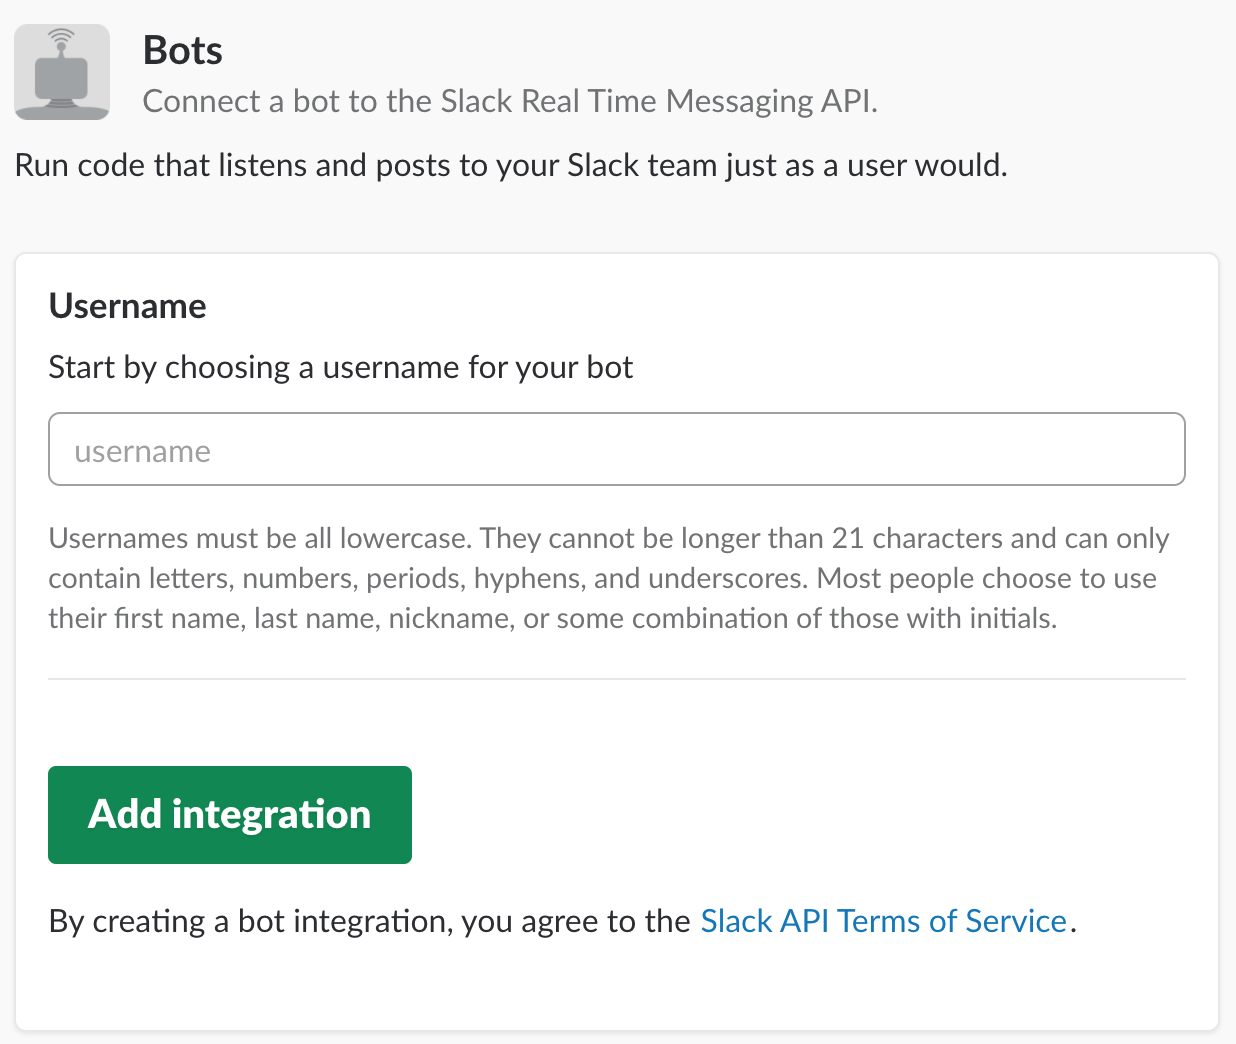 Bots
Connect a bot to the Slack Real Time Messaging API.
Run code that listens and posts to your Slack team just as a user would.
Username
Start by choosing a username for your bot
username
Usernames must be all lowercase. They cannot be longer than 21 characters and can only
contain letters, numbers, periods, hyphens, and underscores. Most people choose to use
their first name, last name, nickname, or some combination of those with initials.
Add integration
By creating a bot integration, you agree to the Slack API Terms of Service.